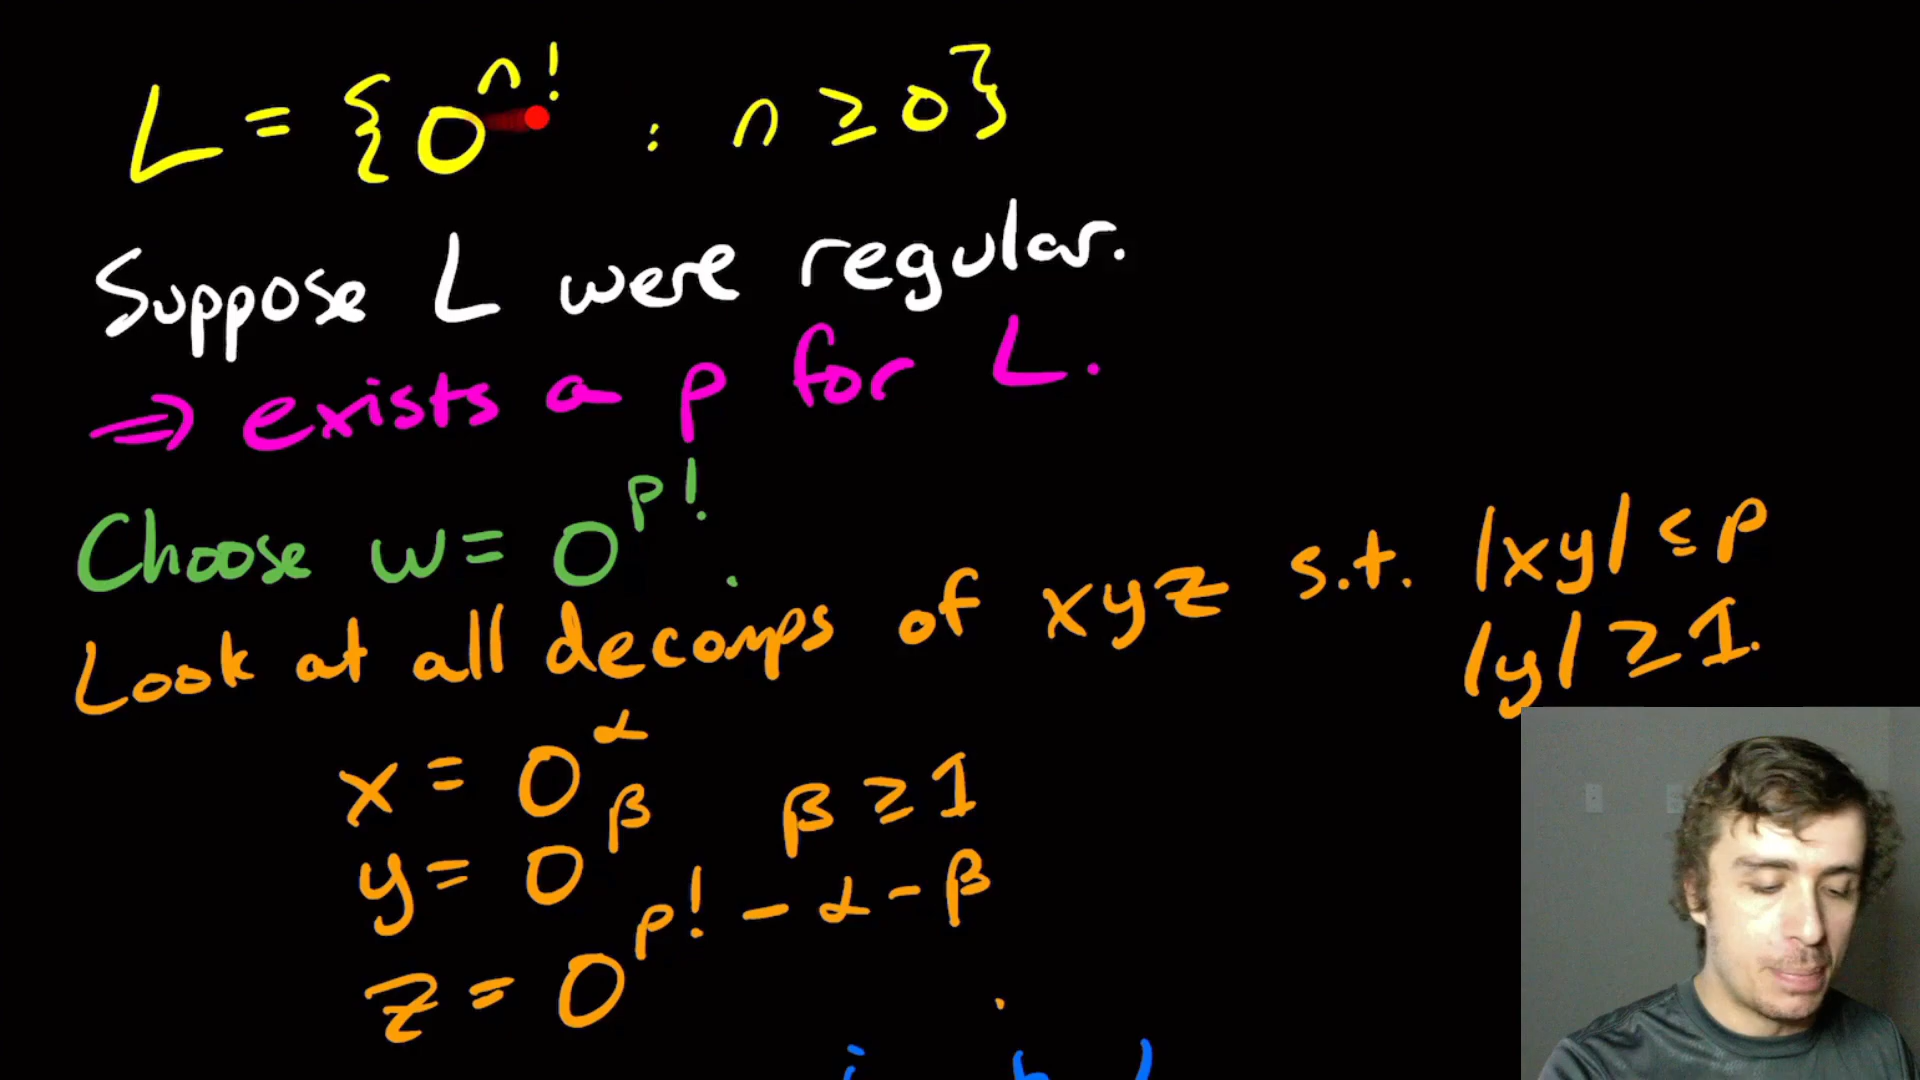 L = {0^n! : n ≥ 0}
Suppose L were regular.
⇒ exists a p for L.
Choose w = 0^p! .
Look at all decomps of xyz s.t. |xy| ≤ p
|y| ≥ 1.
x = 0^α
y = 0^β β ≥ 1
z = 0^p! - α - β